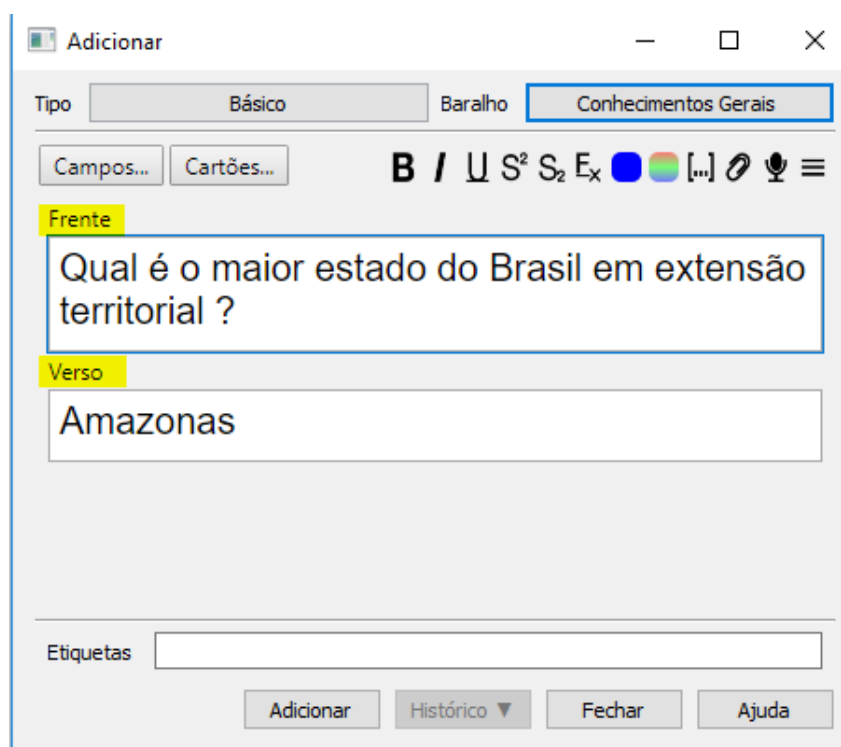 Adicionar
Tipo Básico Baralho Conhecimentos Gerais
Campos... Cartões... B I U S² S₂ Eₓ [...]
Frente
Qual é o maior estado do Brasil em extensão
territorial ?
Verso
Amazonas
Etiquetas
Adicionar Histórico ▼ Fechar Ajuda